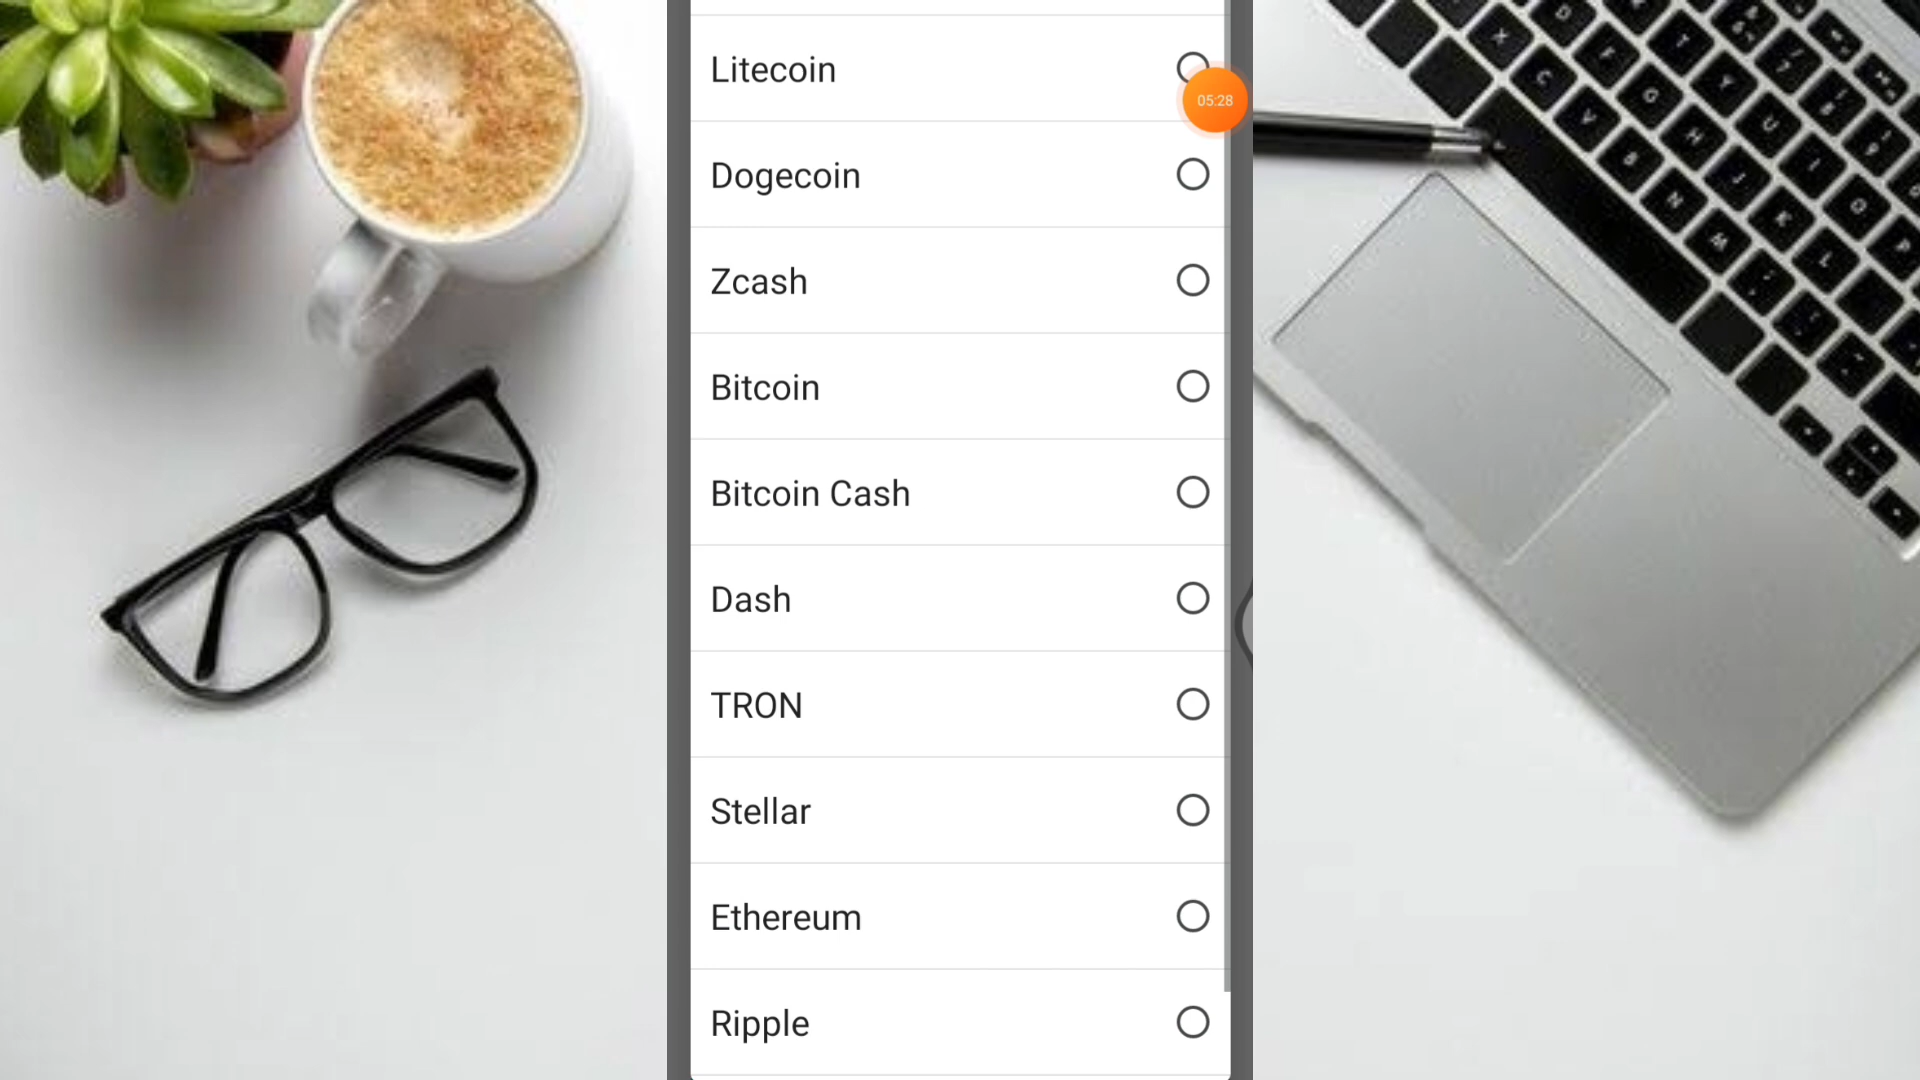 Litecoin
05:28
Dogecoin
Zcash
Bitcoin
Bitcoin Cash
Dash
TRON
Stellar
Ethereum
Ripple